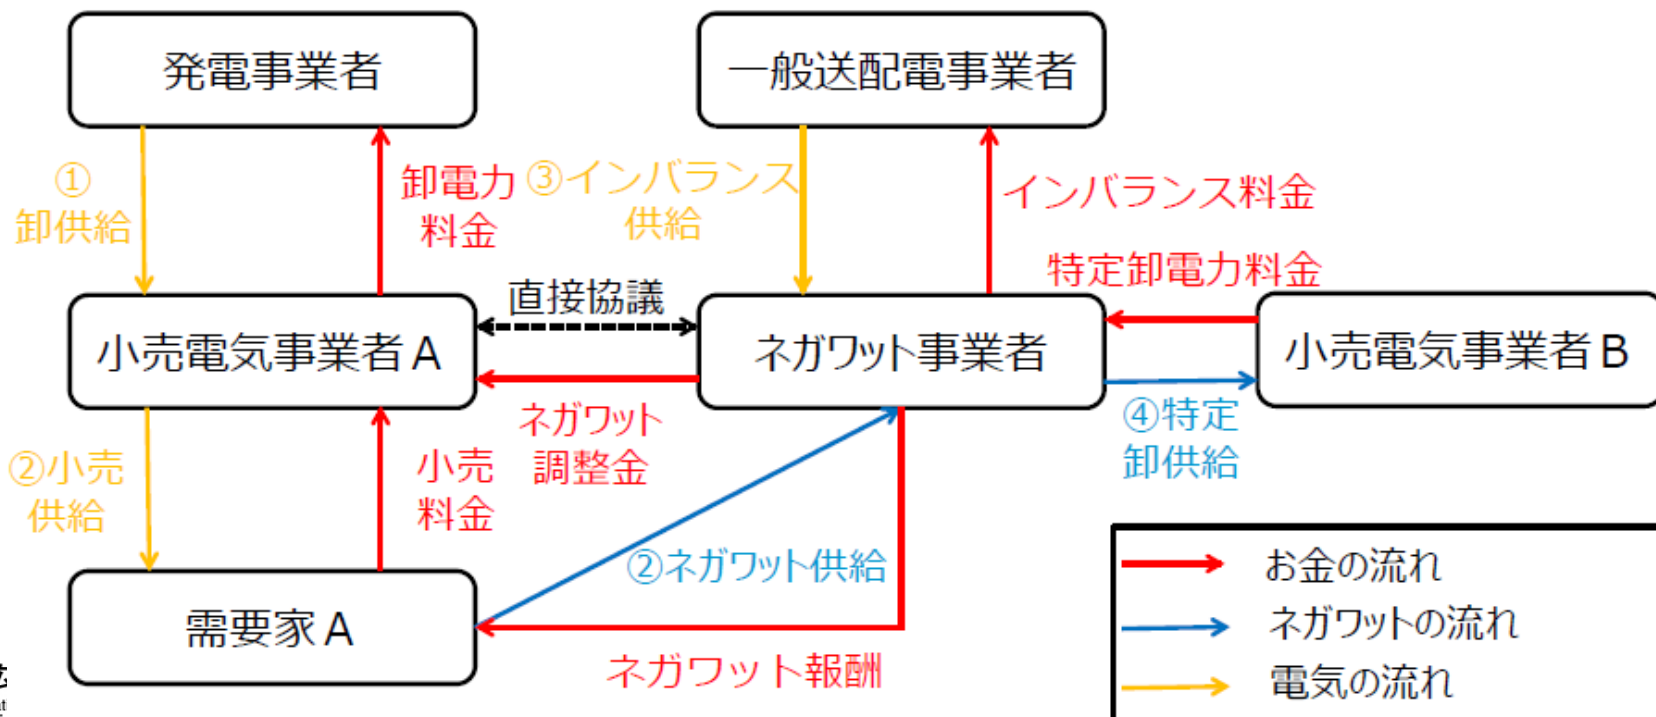 発電事業者
一般送配電事業者
①
卸供給
卸電力
料金
③インバランス
供給
インバランス料金
特定卸電力料金
直接協議
小売電気事業者A
ネガワット事業者
小売電気事業者B
ネガワット
調整金
④特定
卸供給
②小売
供給
小売
料金
②ネガワット供給
需要家A
ネガワット報酬
お金の流れ
ネガワットの流れ
電気の流れ